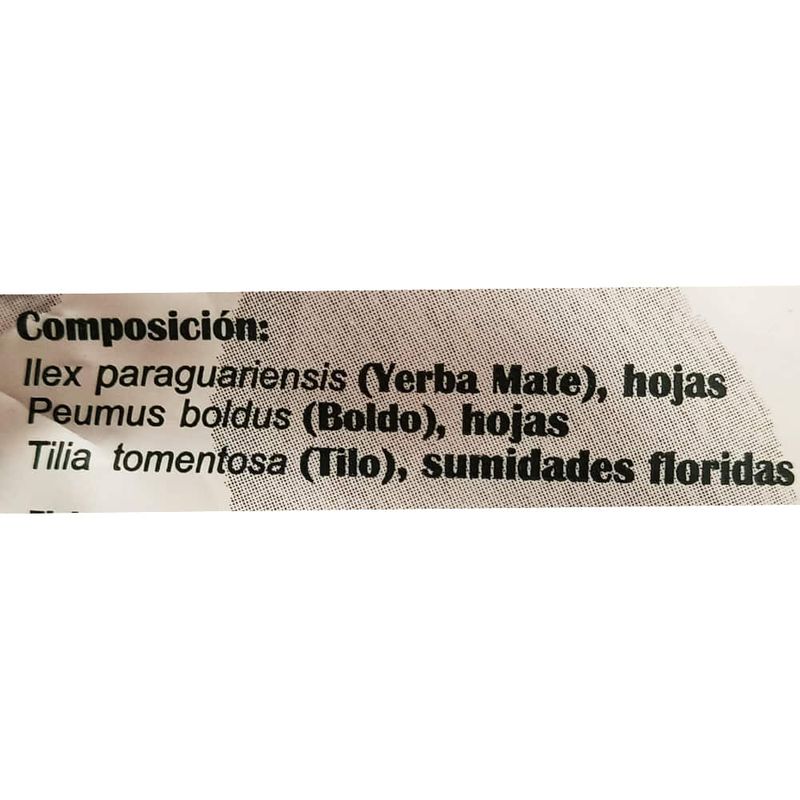 Composición:
Ilex paraguariensis (Yerba Mate), hojas
Peumus boldus (Boldo), hojas
Tilia tomentosa (Tilo), sumidades floridas